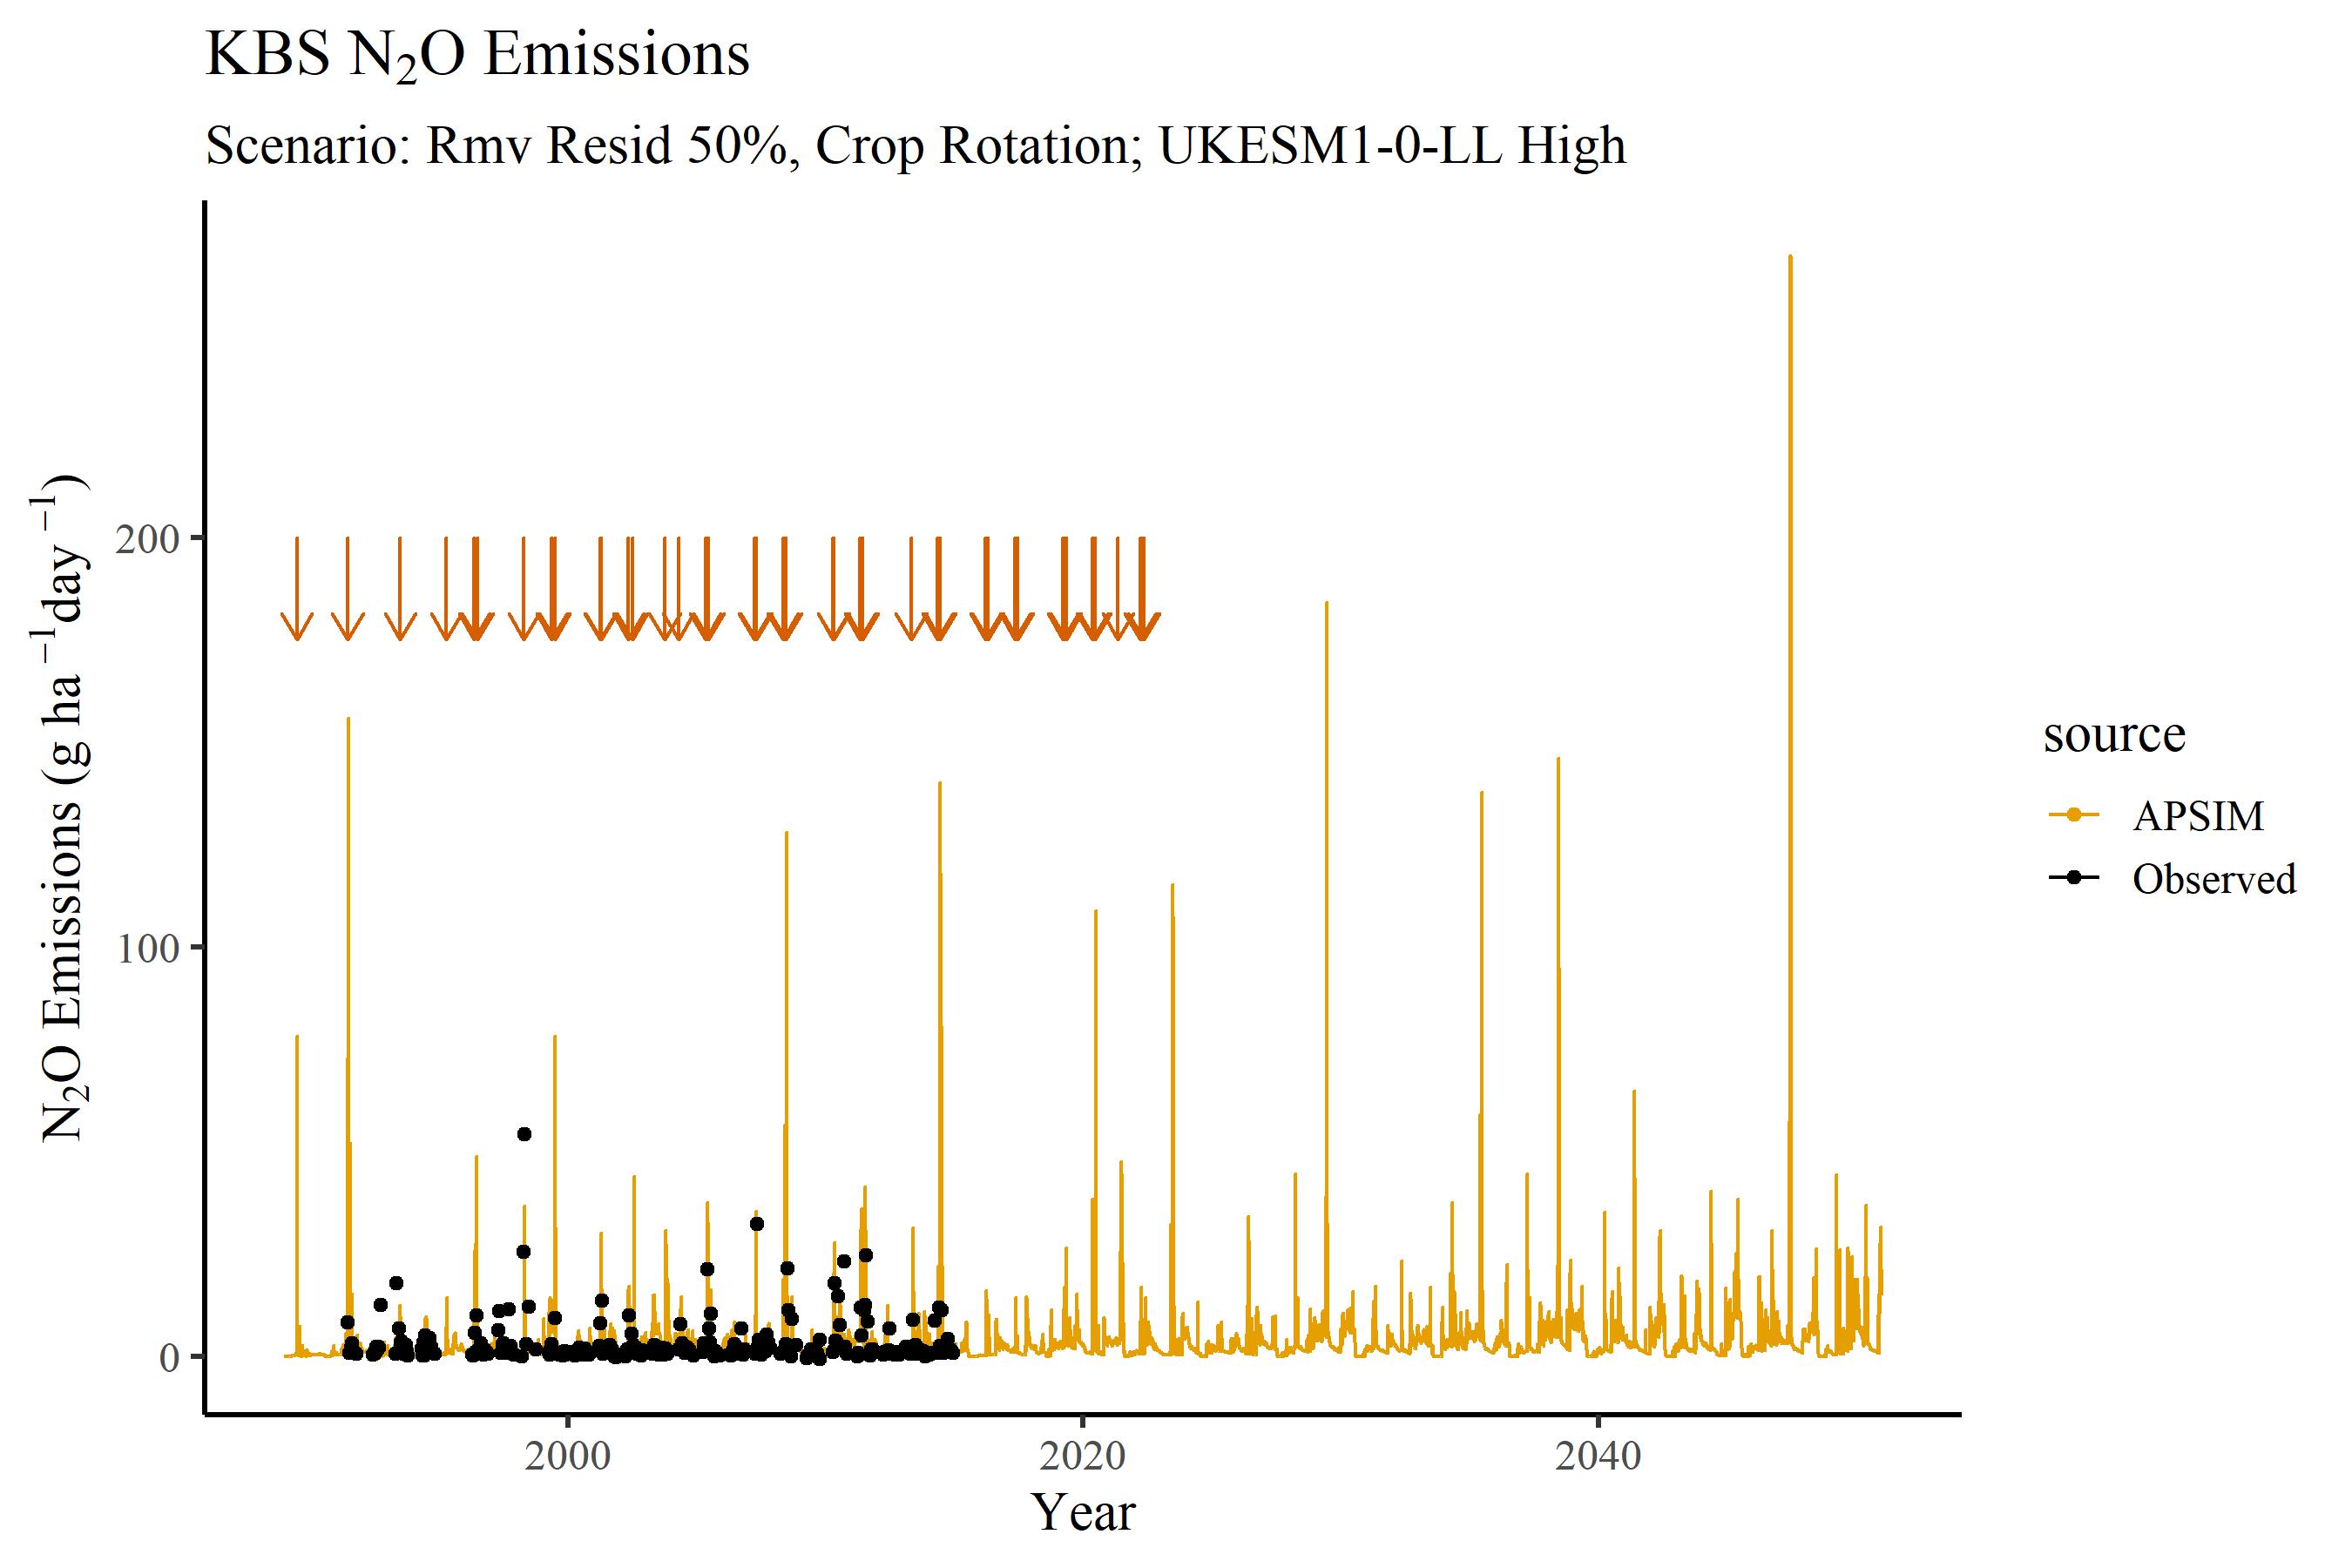 KBS N₂O Emissions
Scenario: Rmv Resid 50%, Crop Rotation; UKESM1-0-LL High
N₂O Emissions (g ha ⁻¹day ⁻¹)
200
100
0
2000
2020
2040
Year
source
APSIM
Observed